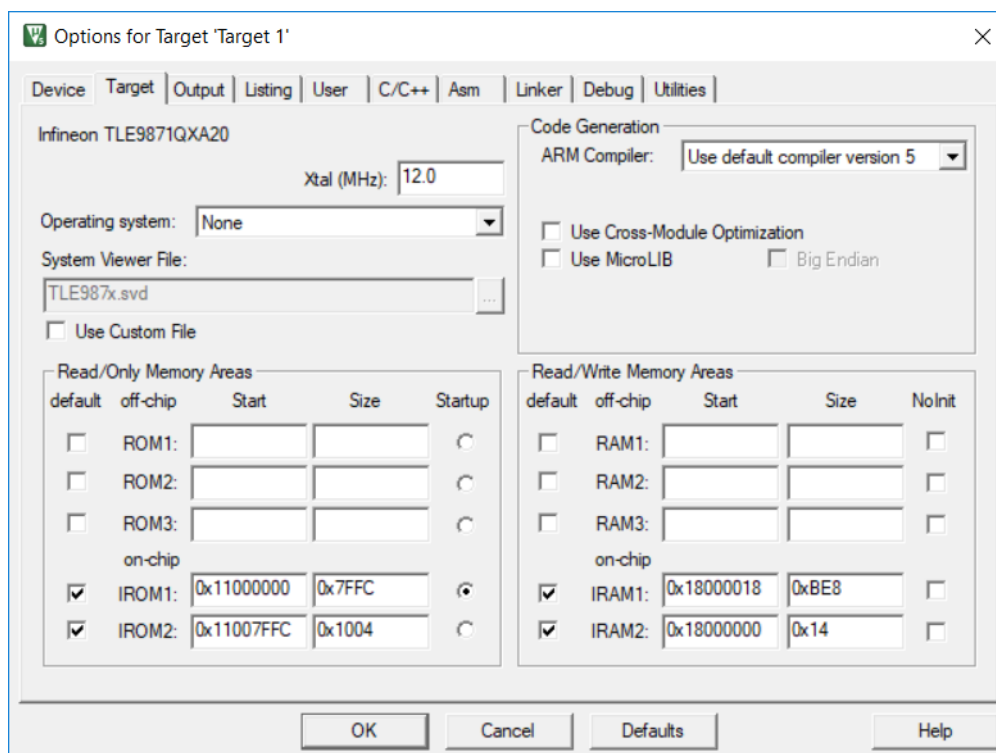 Options for Target 'Target 1'
Device Target Output Listing User C/C++ Asm Linker Debug Utilities
Infineon TLE9871QXA20
Xtal (MHz): 12.0
Operating system: None
System Viewer File:
TLE987x.svd ...
Use Custom File
Code Generation
ARM Compiler: Use default compiler version 5
Use Cross-Module Optimization
Use MicroLIB Big Endian
Read/Only Memory Areas
default off-chip Start Size Startup
ROM1:
ROM2:
ROM3:
on-chip
IROM1: 0x11000000 0x7FFC
IROM2: 0x11007FFC 0x1004
Read/Write Memory Areas
default off-chip Start Size NoInit
RAM1:
RAM2:
RAM3:
on-chip
IRAM1: 0x18000018 0xBE8
IRAM2: 0x18000000 0x14
OK Cancel Defaults Help